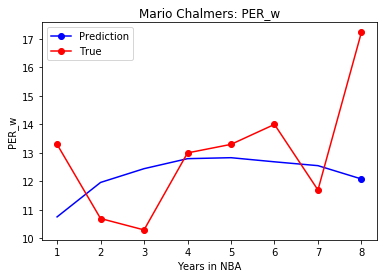 Mario Chalmers: PER_w
Prediction
True
PER_w
17
16
15
14
13
12
11
10
1 2 3 4 5 6 7 8
Years in NBA